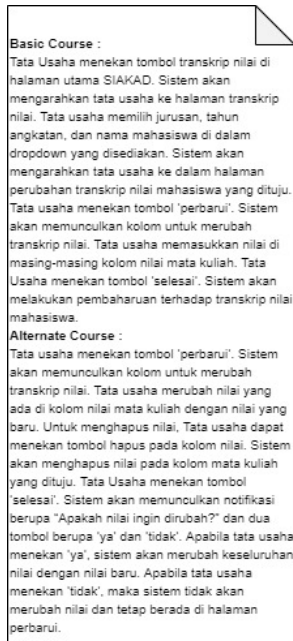 Basic Course :
Tata Usaha menekan tombol transkrip nilai di
halaman utama SIAKAD. Sistem akan
mengarahkan tata usaha ke halaman transkrip
nilai. Tata usaha memilih jurusan, tahun
angkatan, dan nama mahasiswa di dalam
dropdown yang disediakan. Sistem akan
mengarahkan tata usaha ke dalam halaman
perubahan transkrip nilai mahasiswa yang dituju.
Tata usaha menekan tombol 'perbarui'. Sistem
akan memunculkan kolom untuk merubah
transkrip nilai. Tata usaha memasukkan nilai di
masing-masing kolom nilai mata kuliah. Tata
Usaha menekan tombol 'selesai'. Sistem akan
melakukan pembaharuan terhadap transkrip nilai
mahasiswa.
Alternate Course :
Tata usaha menekan tombol 'perbarui'. Sistem
akan memunculkan kolom untuk merubah
transkrip nilai. Tata usaha merubah nilai yang
ada di kolom nilai mata kuliah dengan nilai yang
baru. Untuk menghapus nilai, Tata usaha dapat
menekan tombol hapus pada kolom nilai. Sistem
akan menghapus nilai pada kolom mata kuliah
yang dituju. Tata Usaha menekan tombol
'selesai'. Sistem akan memunculkan notifikasi
berupa "Apakah nilai ingin dirubah?" dan dua
tombol berupa 'ya' dan 'tidak'. Apabila tata usaha
menekan 'ya', sistem akan merubah keseluruhan
nilai dengan nilai baru. Apabila tata usaha
menekan 'tidak', maka sistem tidak akan
merubah nilai dan tetap berada di halaman
perbarui.